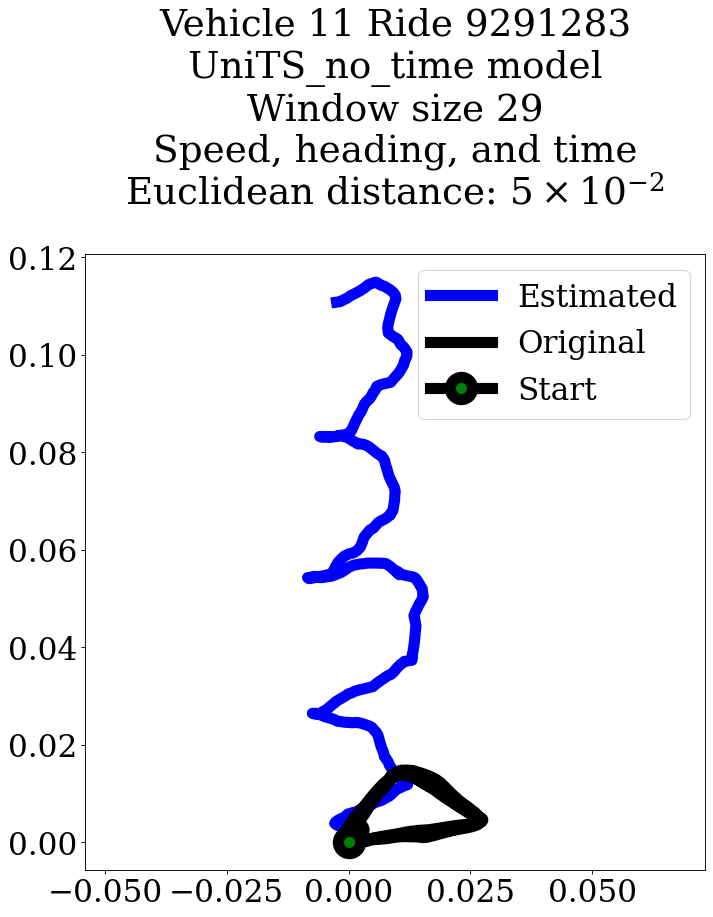 Vehicle 11 Ride 9291283
UniTS_no_time model
Window size 29
Speed, heading, and time
Euclidean distance: 5 × 10⁻²
0.12
Estimated
Original
Start
0.10
0.08
0.06
0.04
0.02
0.00
−0.050 −0.025 0.000 0.025 0.050